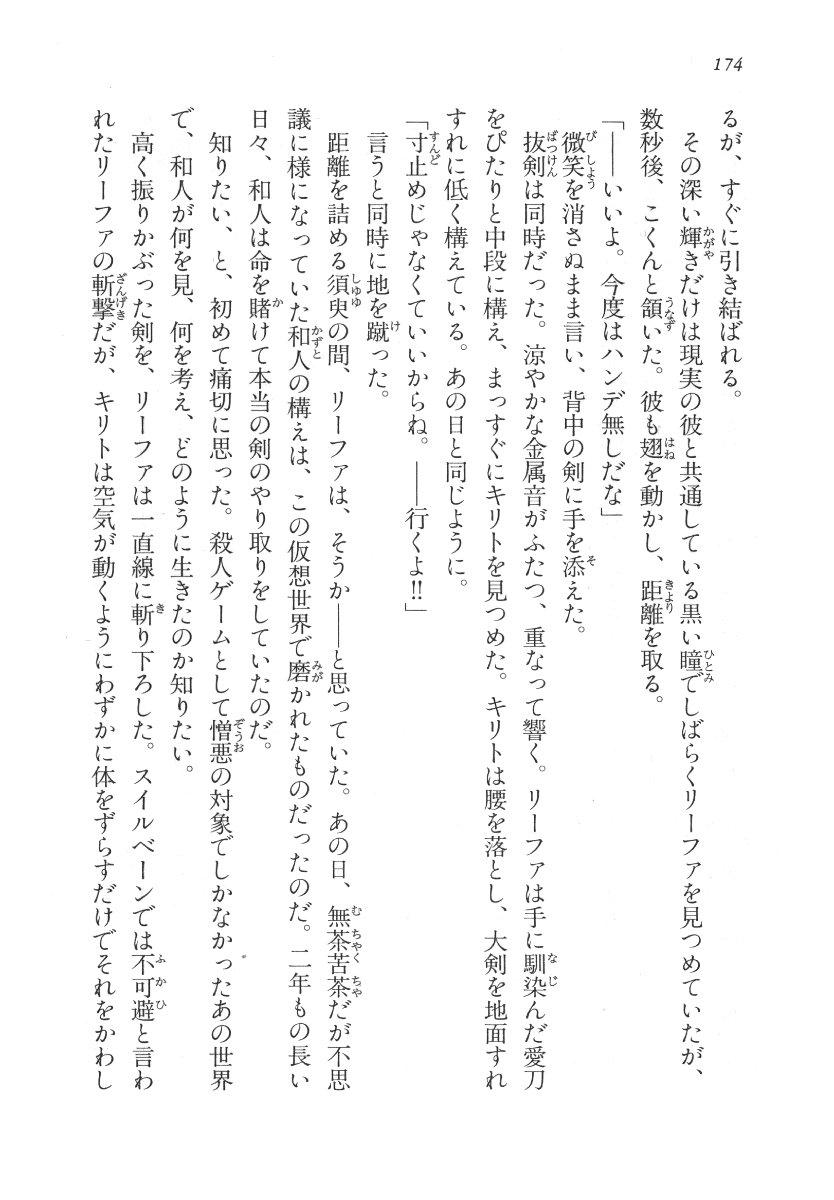 174
るが、すぐに引き結ばれる。
その深い輝きだけは現実の彼と共通している黒い瞳でしばらくリーファを見つめていたが、
数秒後、こくんと頷いた。彼も翅を動かし、距離を取る。
「――いいよ。今度はハンデ無しだな」
微笑を消さぬまま言い、背中の剣に手を添えた。
抜剣は同時だった。涼やかな金属音がふたつ、重なって響く。リーファは手に馴染んだ愛刀
をぴたりと中段に構え、まっすぐにキリトを見つめた。キリトは腰を落とし、大剣を地面すれ
すれに低く構えている。あの日と同じように。
「寸止めじゃなくていいからね。――行くよ!!」
言うと同時に地を蹴った。
距離を詰める須臾の間、リーファは、そうか――と思っていた。あの日、無茶苦茶だが不思
議に様になっていた和人の構えは、この仮想世界で磨かれたものだったのだ。二年もの長い
日々、和人は命を賭けて本当の剣のやり取りをしていたのだ。
知りたい、と、初めて痛切に思った。殺人ゲームとして憎悪の対象でしかなかったあの世界
で、和人が何を見、何を考え、どのように生きたのか知りたい。
高く振りかぶった剣を、リーファは一直線に斬り下ろした。スイルベーンでは不可避と言わ
れたリーファの斬撃だが、キリトは空気が動くようにわずかに体をずらすだけでそれをかわし